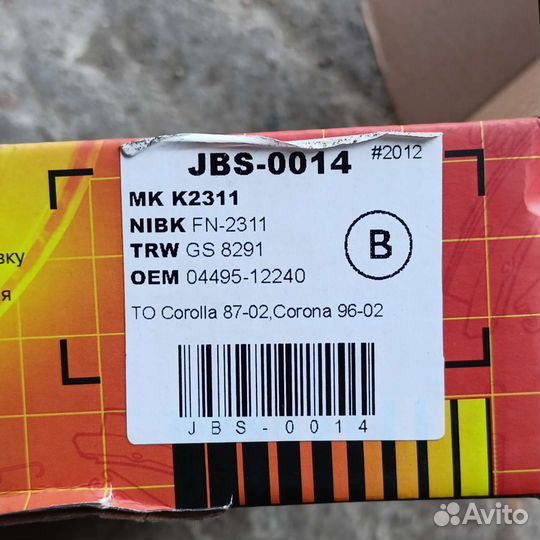 JBS-0014 #2012
MK K2311
NIBK FN-2311
TRW GS 8291
OEM 04495-12240
B
TO Corolla 87-02,Corona 96-02
JBS-0014
вку
я
Avito